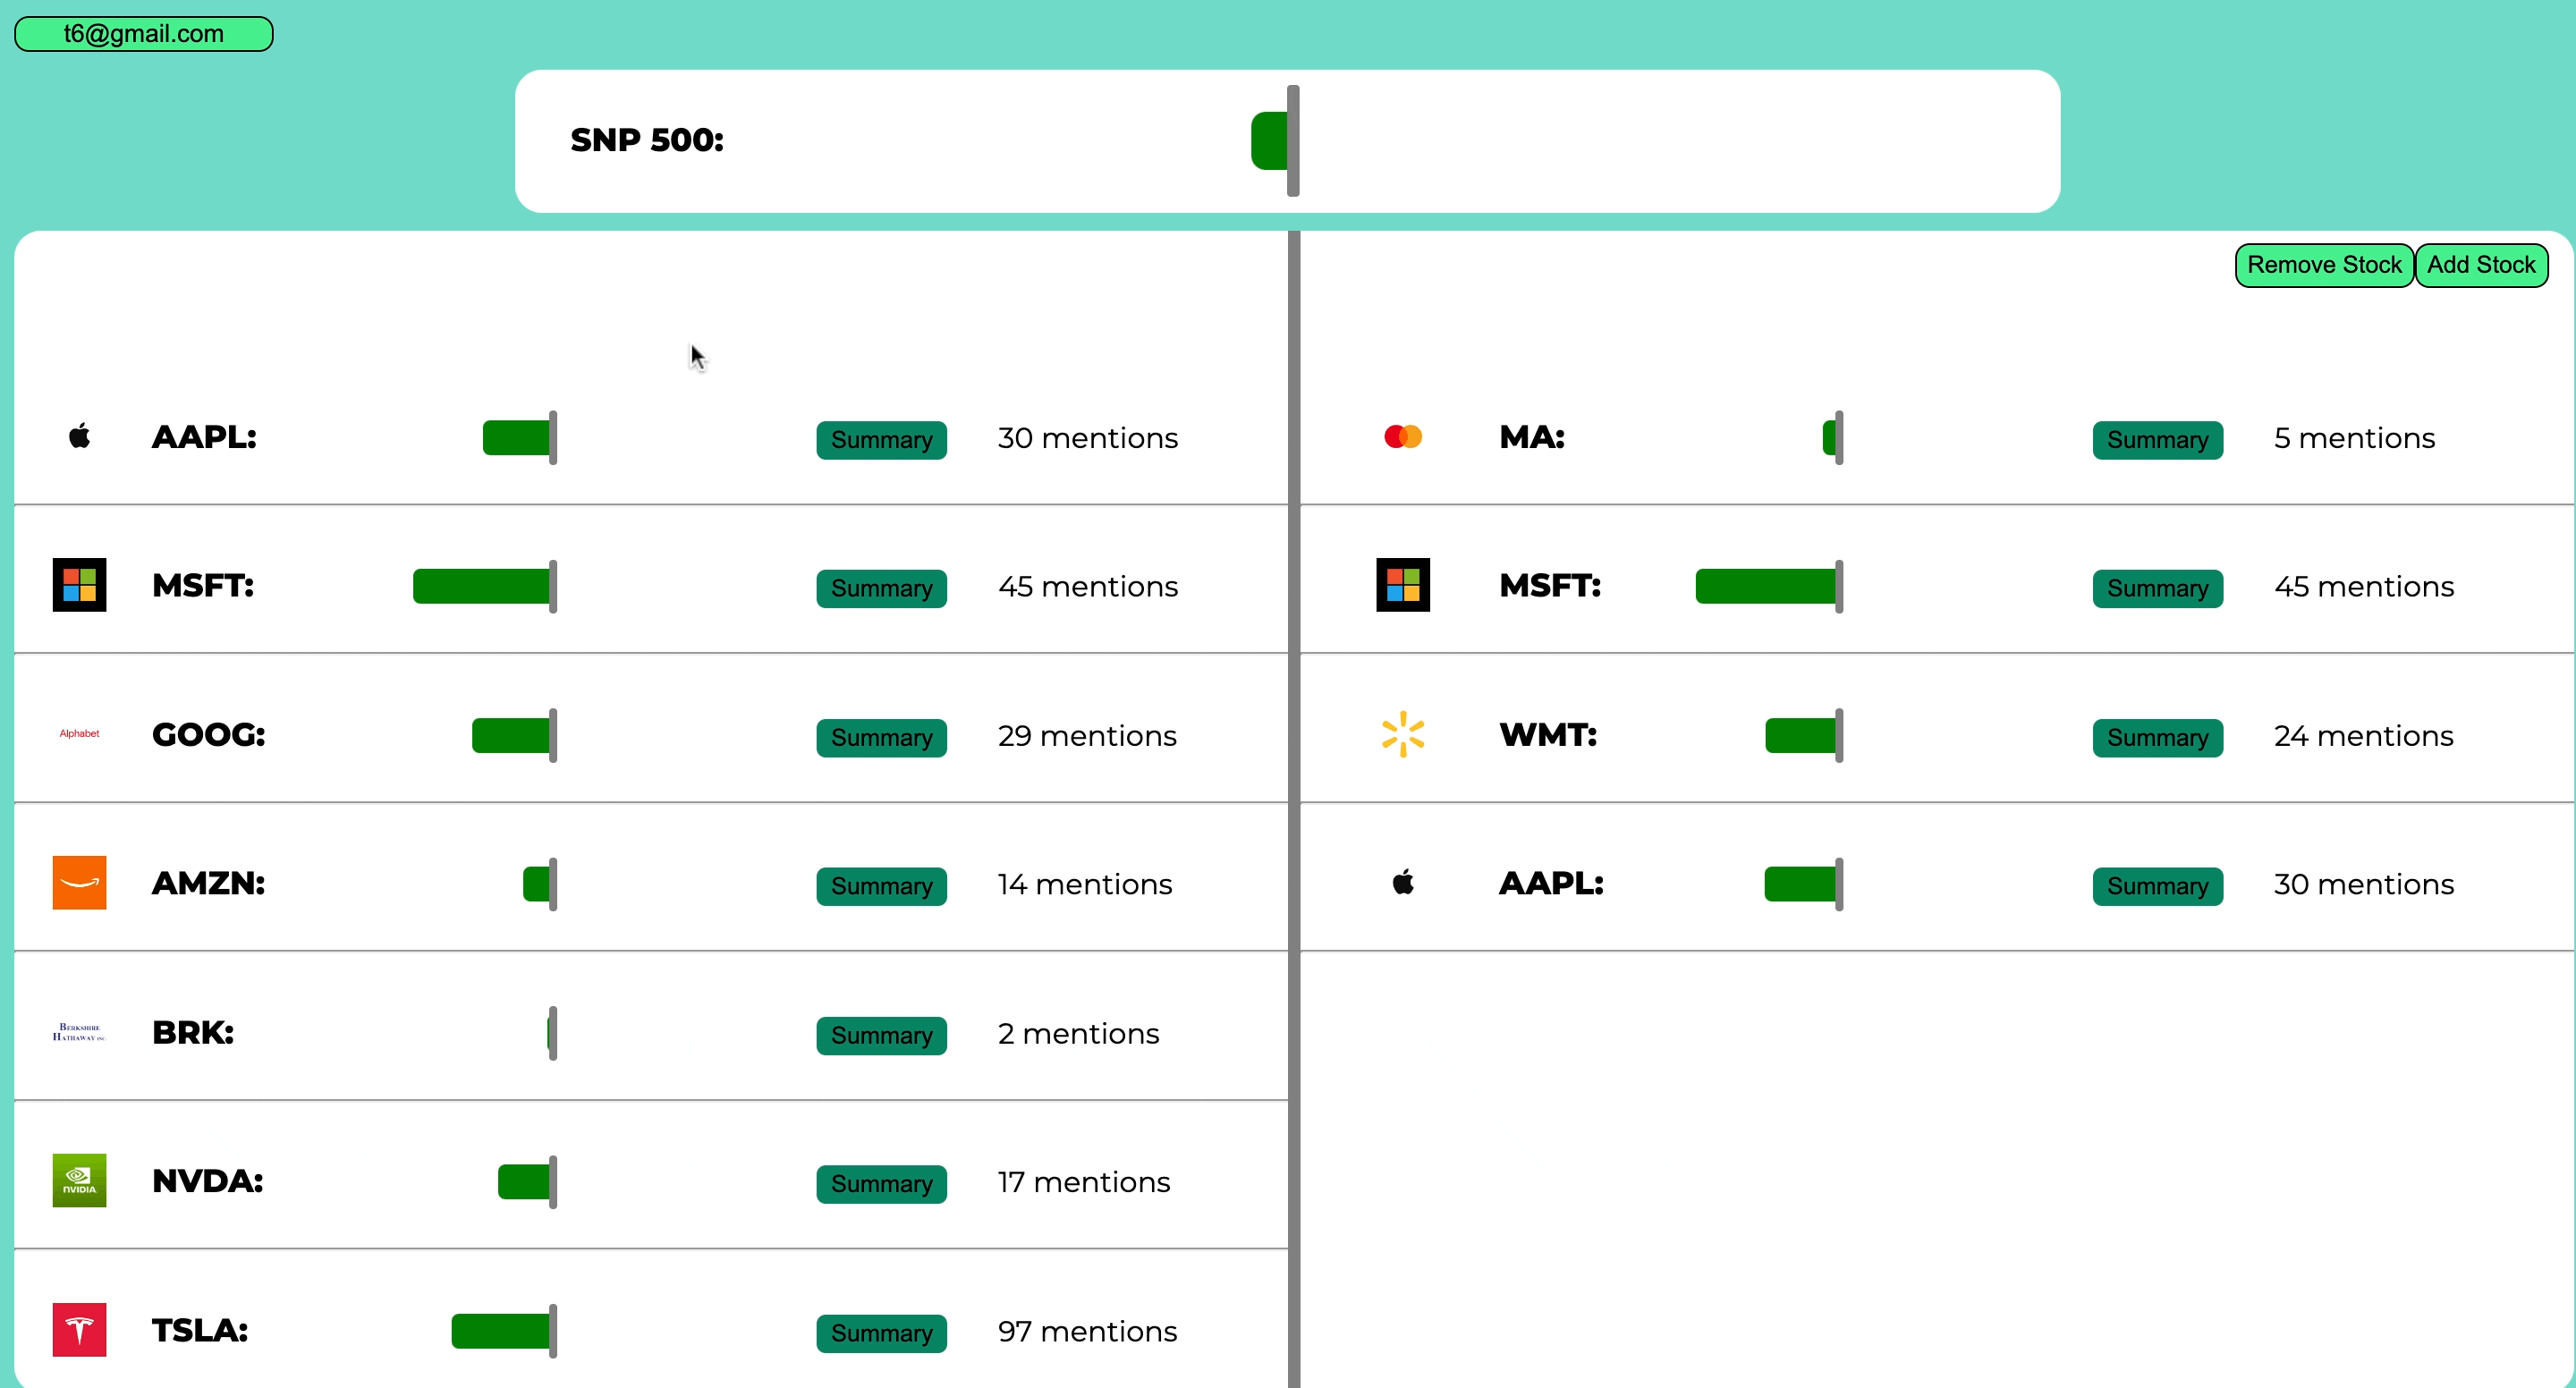 t6@gmail.com
SNP 500:
Remove Stock Add Stock
AAPL: Summary 30 mentions
MSFT: Summary 45 mentions
Alphabet GOOG: Summary 29 mentions
AMZN: Summary 14 mentions
BERKSHIRE
HATHAWAY INC.
BRK: Summary 2 mentions
NVIDIA NVDA: Summary 17 mentions
TSLA: Summary 97 mentions
MA: Summary 5 mentions
MSFT: Summary 45 mentions
WMT: Summary 24 mentions
AAPL: Summary 30 mentions